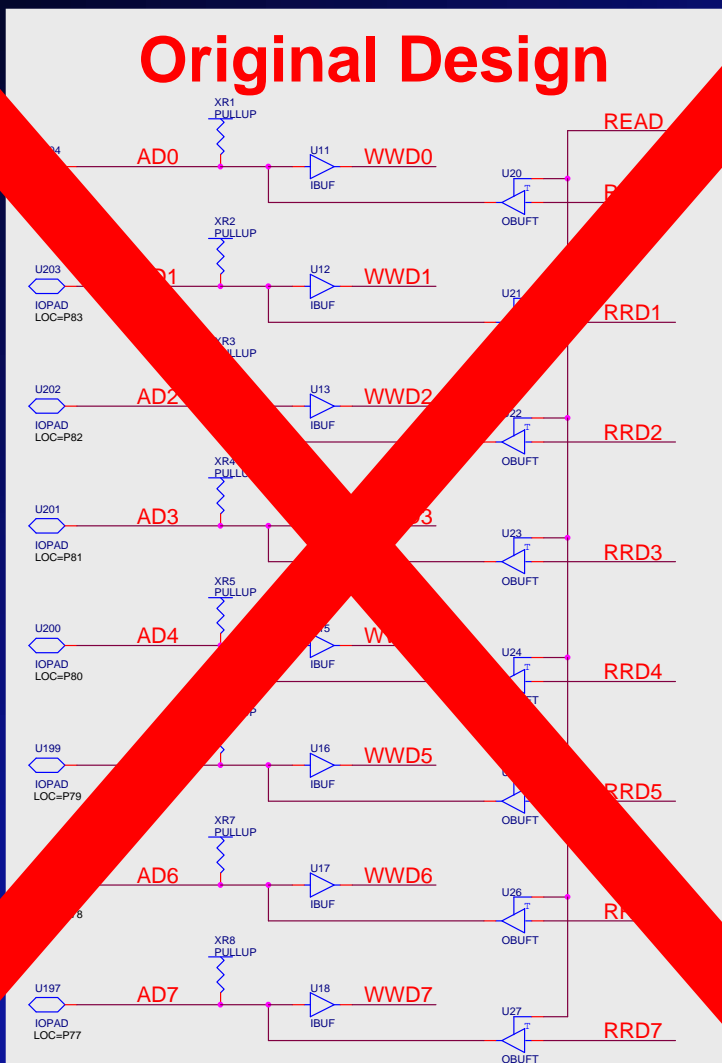 Original Design
XR1
PULLUP
READ
AD0
U11
WWD0
IBUF
U20
T
OBUFT
XR2
PULLUP
U203
U12
WWD1
IOPAD
LOC=P83
IBUF
U21
RRD1
U202
AD2
U13
WWD2
IOPAD
LOC=P82
IBUF
T
RRD2
OBUFT
U201
AD3
IOPAD
LOC=P81
U23
T
RRD3
OBUFT
XR5
PULLUP
U200
AD4
IOPAD
LOC=P80
IBUF
U24
T
RRD4
U199
U16
WWD5
IOPAD
LOC=P79
IBUF
RRD5
OBUFT
XR7
PULLUP
AD6
U17
WWD6
IBUF
U26
T
OBUFT
XR8
PULLUP
U197
AD7
U18
WWD7
IOPAD
LOC=P77
IBUF
U27
T
RRD7
OBUFT